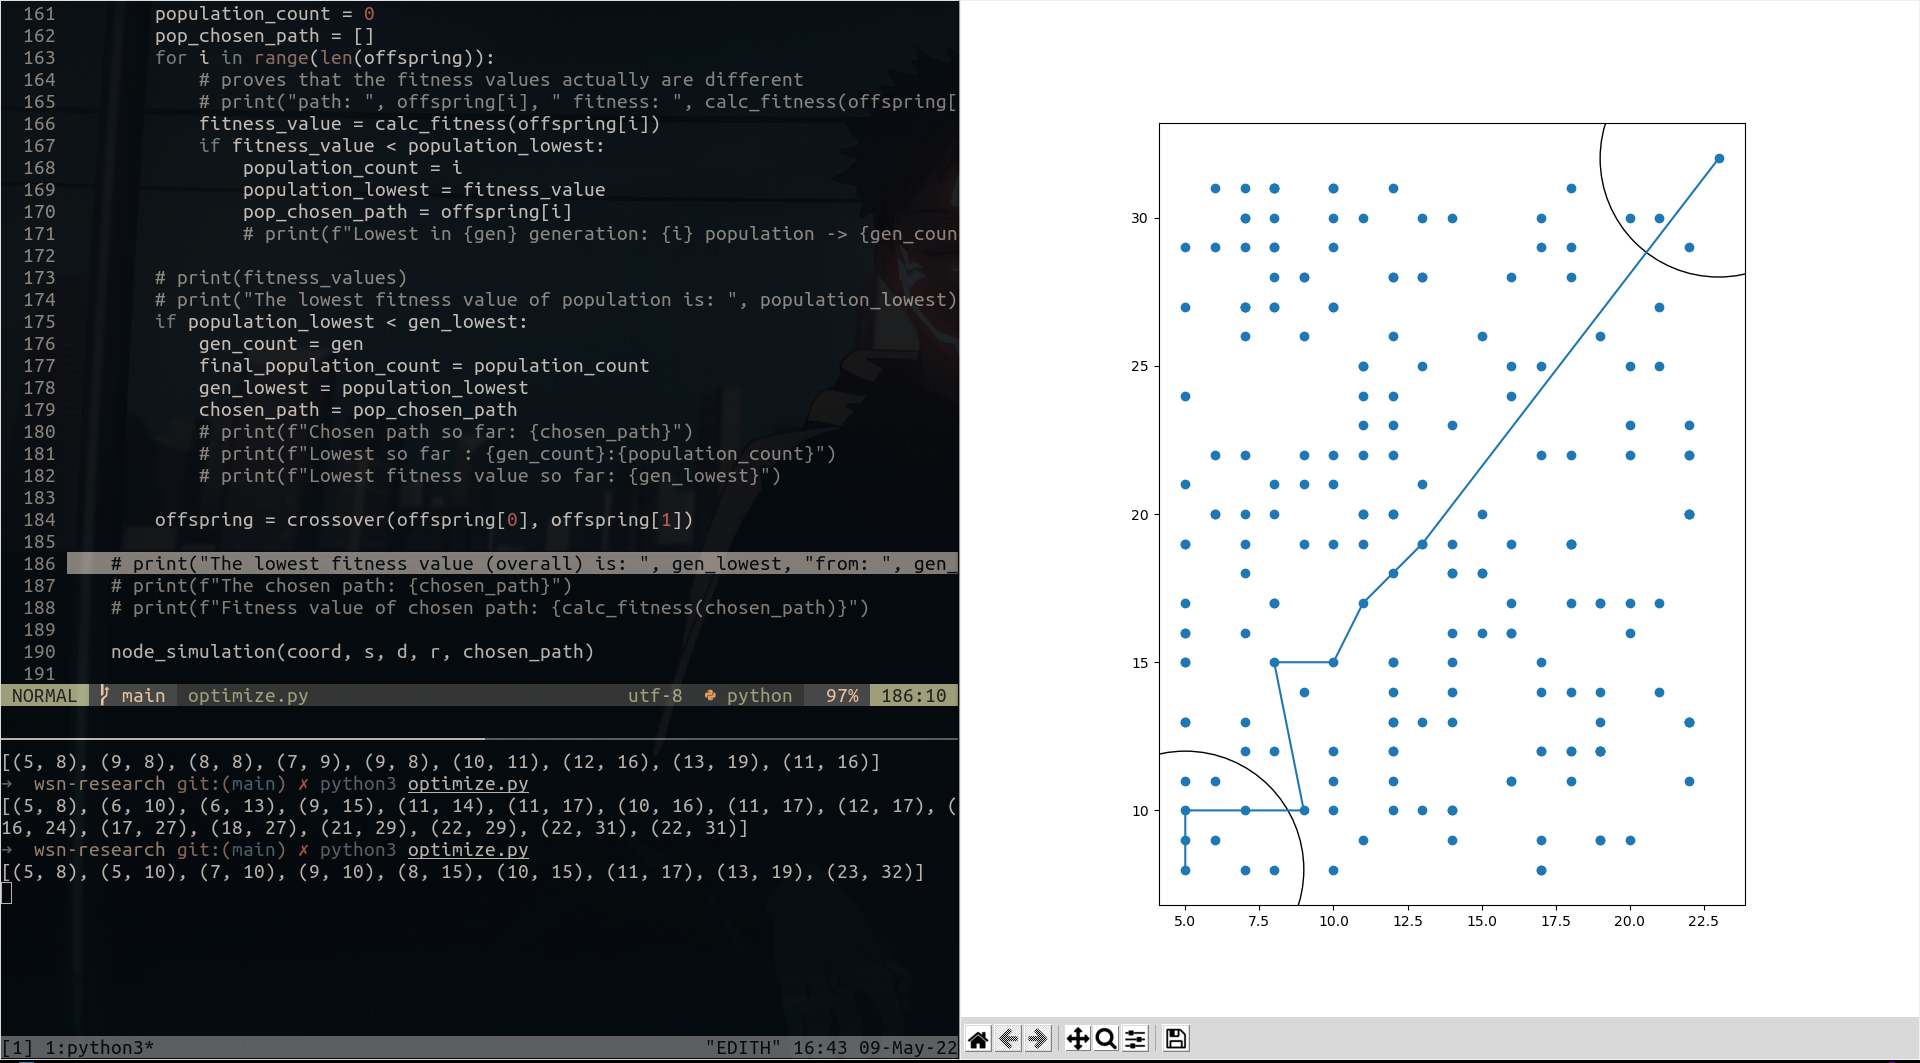 161 population_count = 0
162 pop_chosen_path = []
163 for i in range(len(offspring)):
164 # proves that the fitness values actually are different
165 # print("path: ", offspring[i], " fitness: ", calc_fitness(offspring[
166 fitness_value = calc_fitness(offspring[i])
167 if fitness_value < population_lowest:
168 population_count = i
169 population_lowest = fitness_value
170 pop_chosen_path = offspring[i]
171 # print(f"Lowest in {gen} generation: {i} population -> {gen_coun
172
173 # print(fitness_values)
174 # print("The lowest fitness value of population is: ", population_lowest)
175 if population_lowest < gen_lowest:
176 gen_count = gen
177 final_population_count = population_count
178 gen_lowest = population_lowest
179 chosen_path = pop_chosen_path
180 # print(f"Chosen path so far: {chosen_path}")
181 # print(f"Lowest so far : {gen_count}:{population_count}")
182 # print(f"Lowest fitness value so far: {gen_lowest}")
183
184 offspring = crossover(offspring[0], offspring[1])
185
186 # print("The lowest fitness value (overall) is: ", gen_lowest, "from: ", gen_
187 # print(f"The chosen path: {chosen_path}")
188 # print(f"Fitness value of chosen path: {calc_fitness(chosen_path)}")
189
190 node_simulation(coord, s, d, r, chosen_path)
191
NORMAL main optimize.py utf-8 python 97% 186:10
[(5, 8), (9, 8), (8, 8), (7, 9), (9, 8), (10, 11), (12, 16), (13, 19), (11, 16)]
→ wsn-research git:(main) ✗ python3 optimize.py
[(5, 8), (6, 10), (6, 13), (9, 15), (11, 14), (11, 17), (10, 16), (11, 17), (12, 17), (
16, 24), (17, 27), (18, 27), (21, 29), (22, 29), (22, 31), (22, 31)]
→ wsn-research git:(main) ✗ python3 optimize.py
[(5, 8), (5, 10), (7, 10), (9, 10), (8, 15), (10, 15), (11, 17), (13, 19), (23, 32)]
[1] 1:python3* "EDITH" 16:43 09-May-22
30
25
20
15
10
5.0 7.5 10.0 12.5 15.0 17.5 20.0 22.5